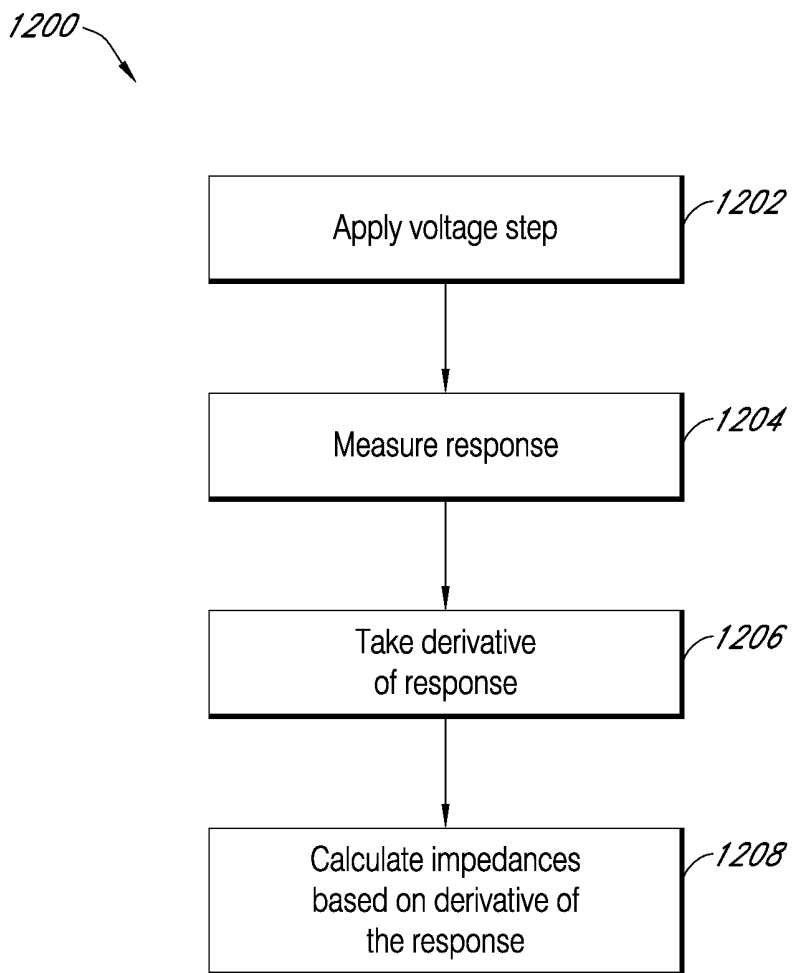 1200
Apply voltage step
1202
Measure response
1204
Take derivative
of response
1206
Calculate impedances
based on derivative of
the response
1208